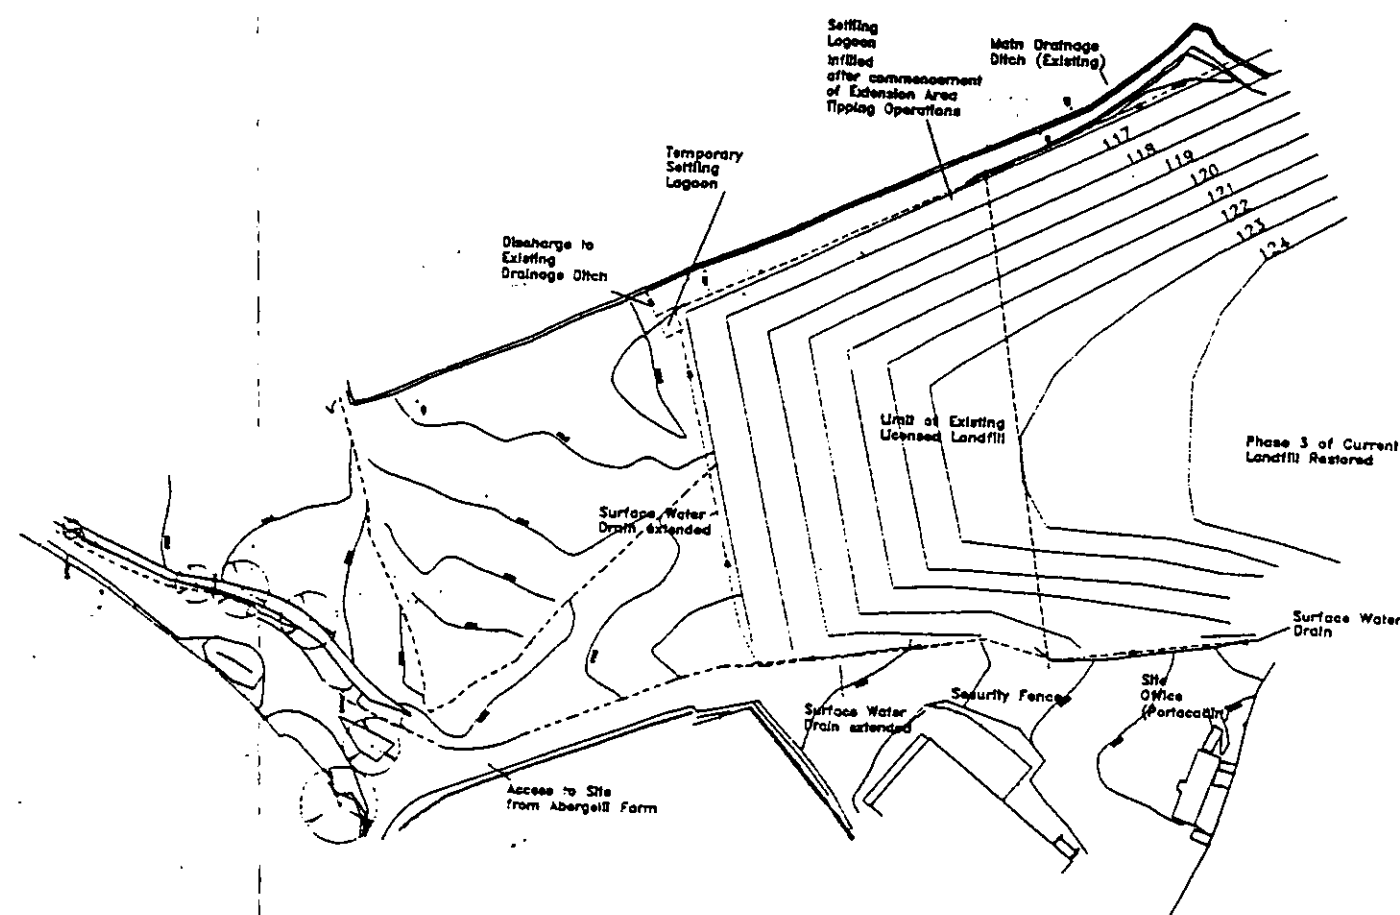 Settling
Lagoon
Infilled
after commencement
of Extension Area
Tipping Operations
Main Drainage
Ditch (Existing)
Temporary
Settling
Lagoon
Discharge to
Existing
Drainage Ditch
117
118
119
120
121
122
123
124
Limit of Existing
Licensed Landfill
Phase 3 of Current
Landfill Restored
Surface Water
Drain extended
Surface Water
Drain
Security Fence
Site
Office
(Portacabin)
Surface Water
Drain extended
Access to Site
from Abergelli Farm